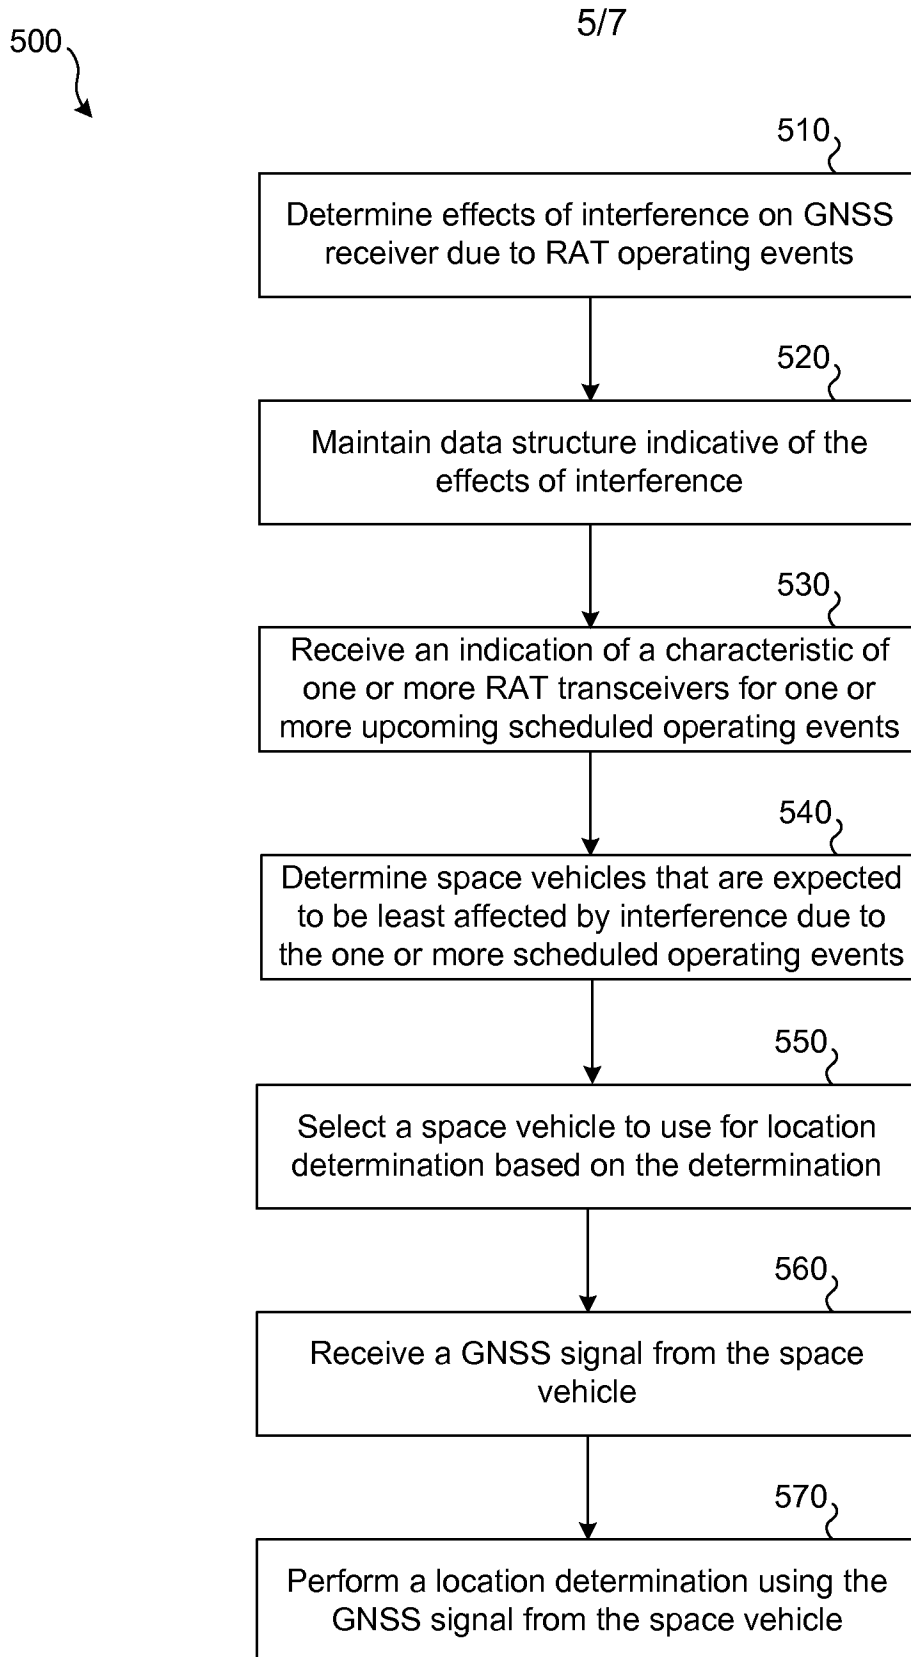 5/7
500
510
Determine effects of interference on GNSS
receiver due to RAT operating events
520
Maintain data structure indicative of the
effects of interference
530
Receive an indication of a characteristic of
one or more RAT transceivers for one or
more upcoming scheduled operating events
540
Determine space vehicles that are expected
to be least affected by interference due to
the one or more scheduled operating events
550
Select a space vehicle to use for location
determination based on the determination
560
Receive a GNSS signal from the space
vehicle
570
Perform a location determination using the
GNSS signal from the space vehicle